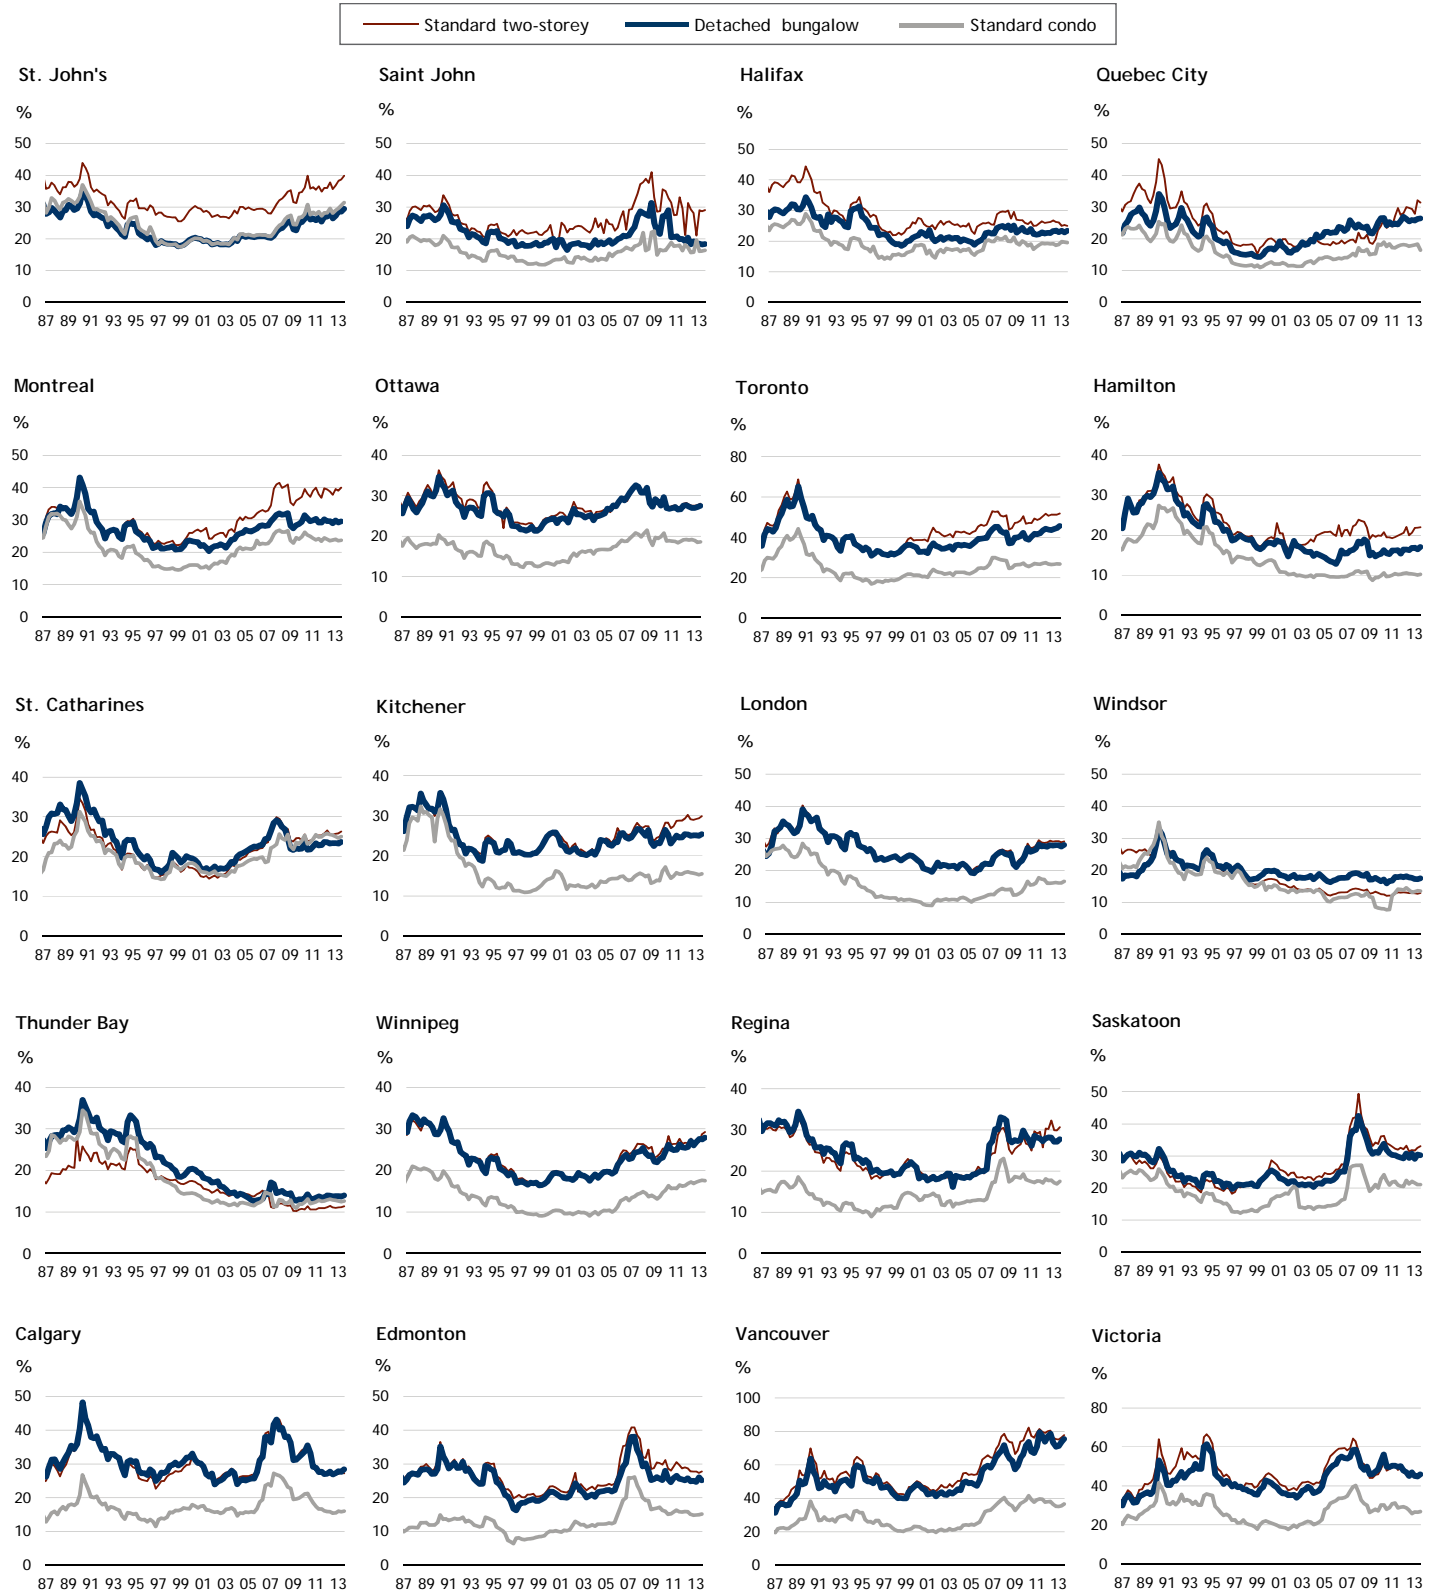 Standard two-storey Detached bungalow Standard condo
St. John's Saint John Halifax Quebec City
% % % %
50 50 50 50
40 40 40 40
30 30 30 30
20 20 20 20
10 10 10 10
0 0 0 0
87 89 91 93 95 97 99 01 03 05 07 09 11 13 87 89 91 93 95 97 99 01 03 05 07 09 11 13 87 89 91 93 95 97 99 01 03 05 07 09 11 13 87 89 91 93 95 97 99 01 03 05 07 09 11 13
Montreal Ottawa Toronto Hamilton
% % % %
50 40 80 40
40 30 60 30
30 20 40 20
20 10 20 10
10 0 0 0
0
87 89 91 93 95 97 99 01 03 05 07 09 11 13 87 89 91 93 95 97 99 01 03 05 07 09 11 13 87 89 91 93 95 97 99 01 03 05 07 09 11 13 87 89 91 93 95 97 99 01 03 05 07 09 11 13
St. Catharines Kitchener London Windsor
% % % %
40 40 50 50
30 30 40 40
20 20 30 30
10 10 20 20
0 0 10 10
0 0
87 89 91 93 95 97 99 01 03 05 07 09 11 13 87 89 91 93 95 97 99 01 03 05 07 09 11 13 87 89 91 93 95 97 99 01 03 05 07 09 11 13 87 89 91 93 95 97 99 01 03 05 07 09 11 13
Thunder Bay Winnipeg Regina Saskatoon
% % % %
40 40 40 50
30 30 30 40
20 20 20 30
10 10 10 20
0 0 0 10
0
87 89 91 93 95 97 99 01 03 05 07 09 11 13 87 89 91 93 95 97 99 01 03 05 07 09 11 13 87 89 91 93 95 97 99 01 03 05 07 09 11 13 87 89 91 93 95 97 99 01 03 05 07 09 11 13
Calgary Edmonton Vancouver Victoria
% % % %
50 50 100 80
40 40 80 60
30 30 60 40
20 20 40 20
10 10 20 0
0 0 0
87 89 91 93 95 97 99 01 03 05 07 09 11 13 87 89 91 93 95 97 99 01 03 05 07 09 11 13 87 89 91 93 95 97 99 01 03 05 07 09 11 13 87 89 91 93 95 97 99 01 03 05 07 09 11 13